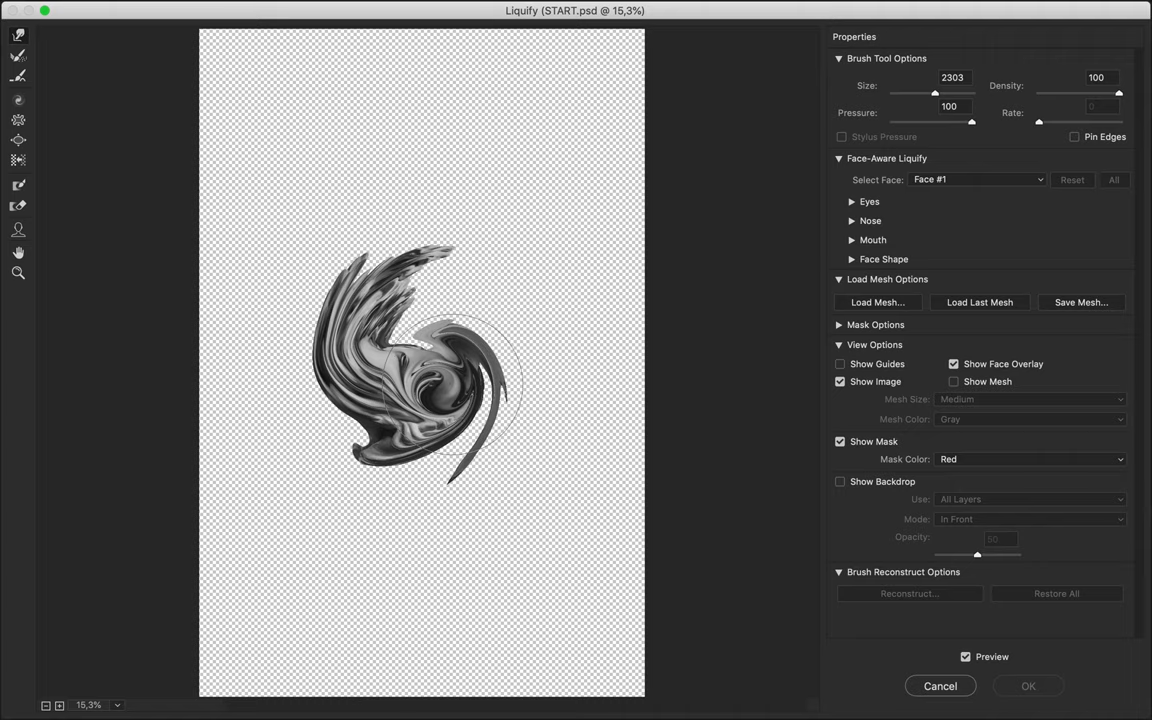 Liquify (START.psd @ 15,3%)
Properties
Brush Tool Options
Size: 2303 Density: 100
Pressure: 100 Rate: 0
Stylus Pressure Pin Edges
Face-Aware Liquify
Select Face: Face #1 Reset All
Eyes
Nose
Mouth
Face Shape
Load Mesh Options
Load Mesh... Load Last Mesh Save Mesh...
Mask Options
View Options
Show Guides Show Face Overlay
Show Image Show Mesh
Mesh Size: Medium
Mesh Color: Gray
Show Mask
Mask Color: Red
Show Backdrop
Use: All Layers
Mode: In Front
Opacity: 50
Brush Reconstruct Options
Reconstruct... Restore All
Preview
Cancel OK
15,3%